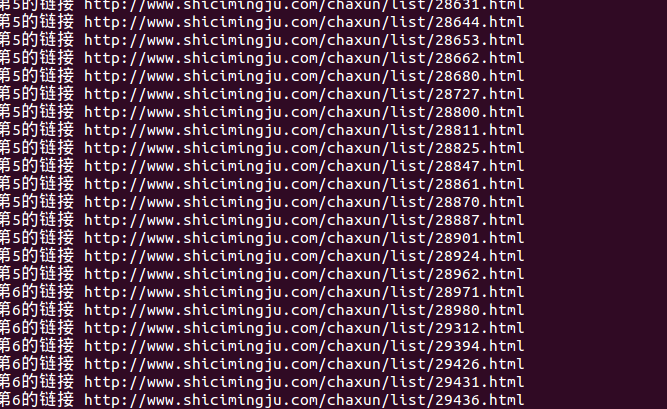 第5的链接 http://www.shicimingju.com/chaxun/list/28631.html
第5的链接 http://www.shicimingju.com/chaxun/list/28644.html
第5的链接 http://www.shicimingju.com/chaxun/list/28653.html
第5的链接 http://www.shicimingju.com/chaxun/list/28662.html
第5的链接 http://www.shicimingju.com/chaxun/list/28680.html
第5的链接 http://www.shicimingju.com/chaxun/list/28727.html
第5的链接 http://www.shicimingju.com/chaxun/list/28800.html
第5的链接 http://www.shicimingju.com/chaxun/list/28811.html
第5的链接 http://www.shicimingju.com/chaxun/list/28825.html
第5的链接 http://www.shicimingju.com/chaxun/list/28847.html
第5的链接 http://www.shicimingju.com/chaxun/list/28861.html
第5的链接 http://www.shicimingju.com/chaxun/list/28870.html
第5的链接 http://www.shicimingju.com/chaxun/list/28887.html
第5的链接 http://www.shicimingju.com/chaxun/list/28901.html
第5的链接 http://www.shicimingju.com/chaxun/list/28924.html
第5的链接 http://www.shicimingju.com/chaxun/list/28962.html
第6的链接 http://www.shicimingju.com/chaxun/list/28971.html
第6的链接 http://www.shicimingju.com/chaxun/list/28980.html
第6的链接 http://www.shicimingju.com/chaxun/list/29312.html
第6的链接 http://www.shicimingju.com/chaxun/list/29394.html
第6的链接 http://www.shicimingju.com/chaxun/list/29426.html
第6的链接 http://www.shicimingju.com/chaxun/list/29431.html
第6的链接 http://www.shicimingju.com/chaxun/list/29436.html